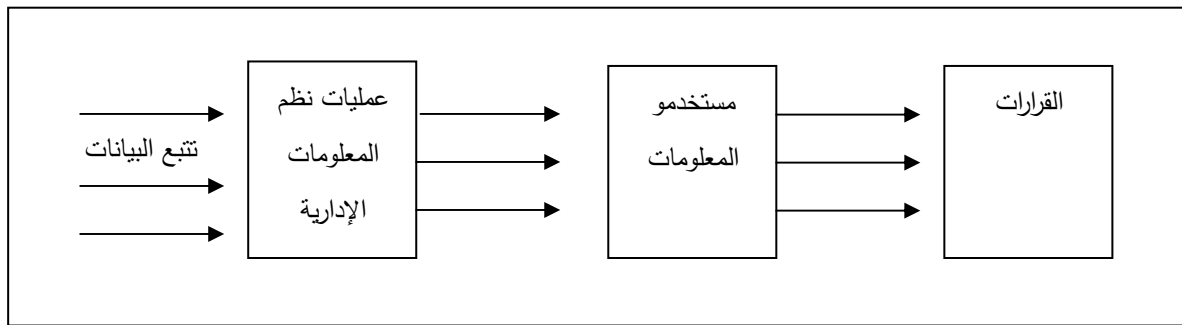 تتبع البيانات
عمليات نظم
المعلومات
الإدارية
مستخدمو
المعلومات
القرارات